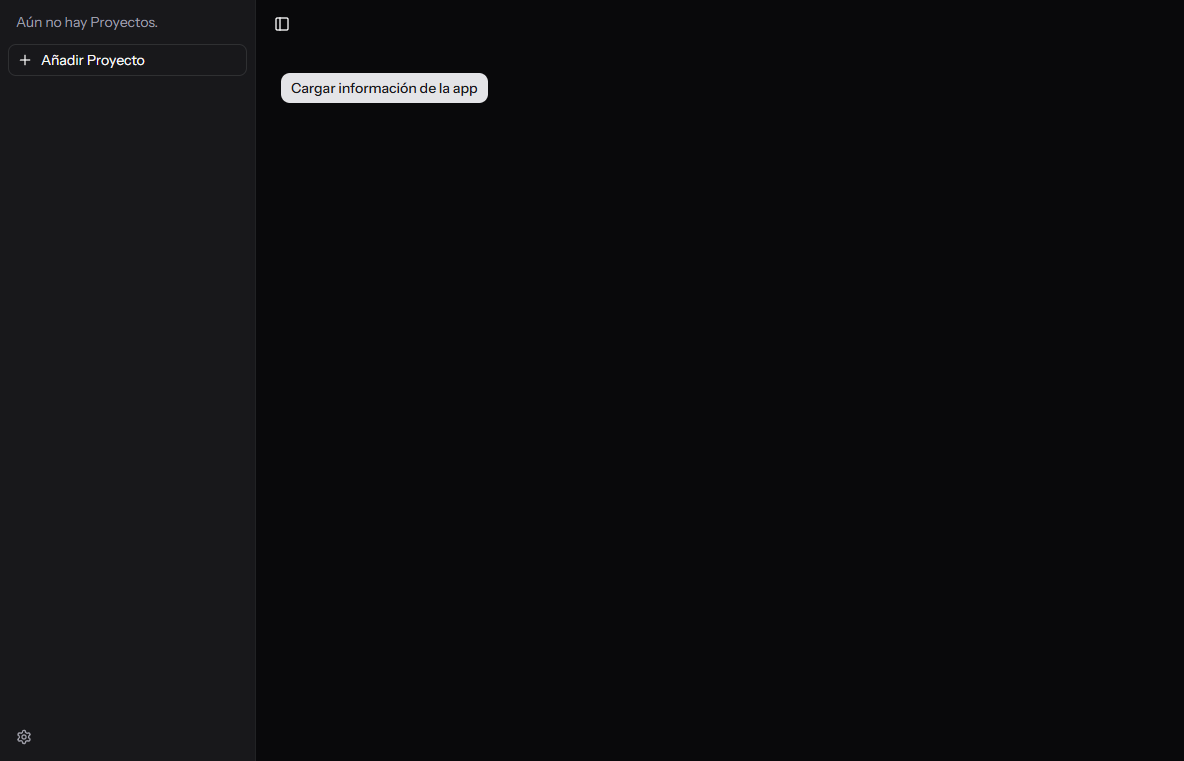 Aún no hay Proyectos.
Añadir Proyecto
Cargar información de la app